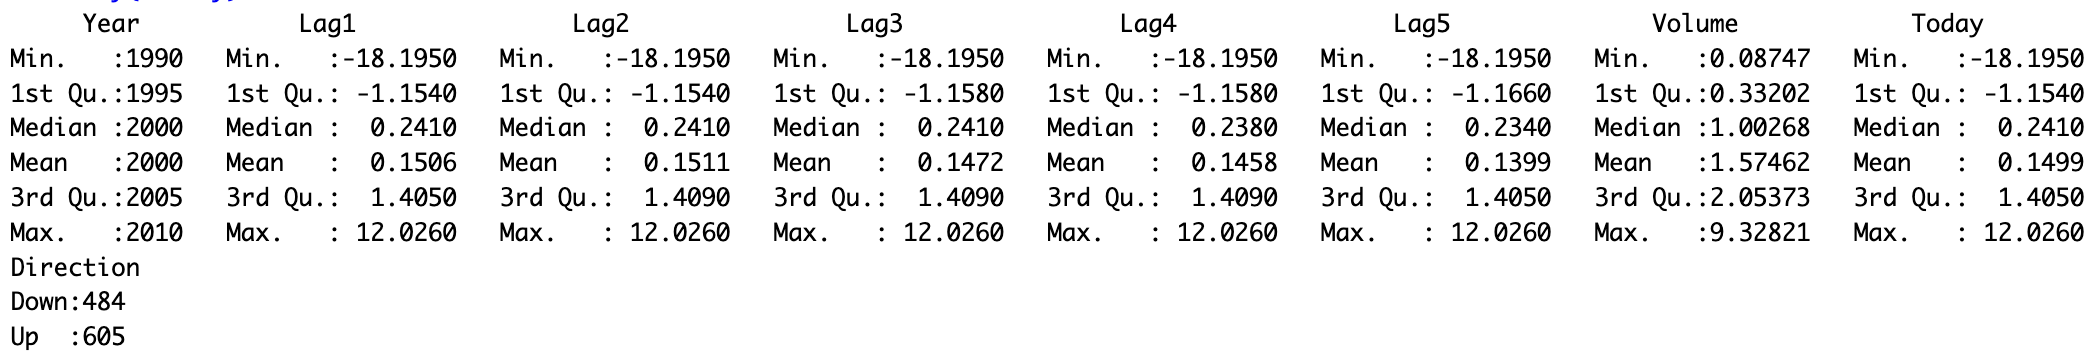 Year           Lag1               Lag2               Lag3               Lag4               Lag5              Volume            Today         
Min.   :1990   Min.   :-18.1950   Min.   :-18.1950   Min.   :-18.1950   Min.   :-18.1950   Min.   :-18.1950   Min.   :0.08747   Min.   :-18.1950
1st Qu.:1995   1st Qu.: -1.1540   1st Qu.: -1.1540   1st Qu.: -1.1580   1st Qu.: -1.1580   1st Qu.: -1.1660   1st Qu.:0.33202   1st Qu.: -1.1540
Median :2000   Median :  0.2410   Median :  0.2410   Median :  0.2410   Median :  0.2380   Median :  0.2340   Median :1.00268   Median :  0.2410
Mean   :2000   Mean   :  0.1506   Mean   :  0.1511   Mean   :  0.1472   Mean   :  0.1458   Mean   :  0.1399   Mean   :1.57462   Mean   :  0.1499
3rd Qu.:2005   3rd Qu.:  1.4050   3rd Qu.:  1.4090   3rd Qu.:  1.4090   3rd Qu.:  1.4090   3rd Qu.:  1.4050   3rd Qu.:2.05373   3rd Qu.:  1.4050
Max.   :2010   Max.   : 12.0260   Max.   : 12.0260   Max.   : 12.0260   Max.   : 12.0260   Max.   : 12.0260   Max.   :9.32821   Max.   : 12.0260
Direction
Down:484
Up  :605